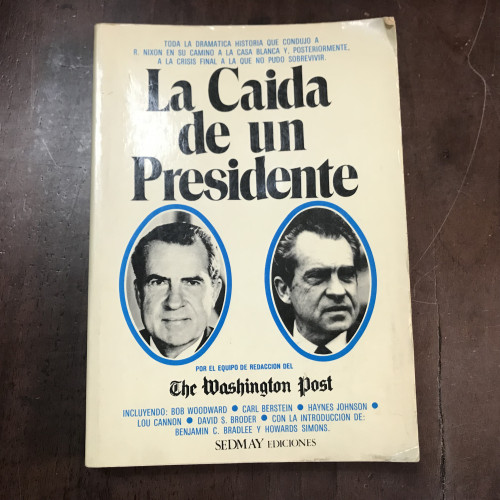 TODA LA DRAMATICA HISTORIA QUE CONDUJO A
R. NIXON EN SU CAMINO A LA CASA BLANCA Y, POSTERIORMENTE,
A LA CRISIS FINAL A LA QUE NO PUDO SOBREVIVIR.
La Caida
de un
Presidente
POR EL EQUIPO DE REDACCION DEL
The Washington Post
INCLUYENDO: BOB WOODWARD ● CARL BERSTEIN ● HAYNES JOHNSON ●
LOU CANNON ● DAVID S. BRODER ● CON LA INTRODUCCION DE:
BENJAMIN C. BRADLEE Y HOWARDS SIMONS.
SEDMAY EDICIONES